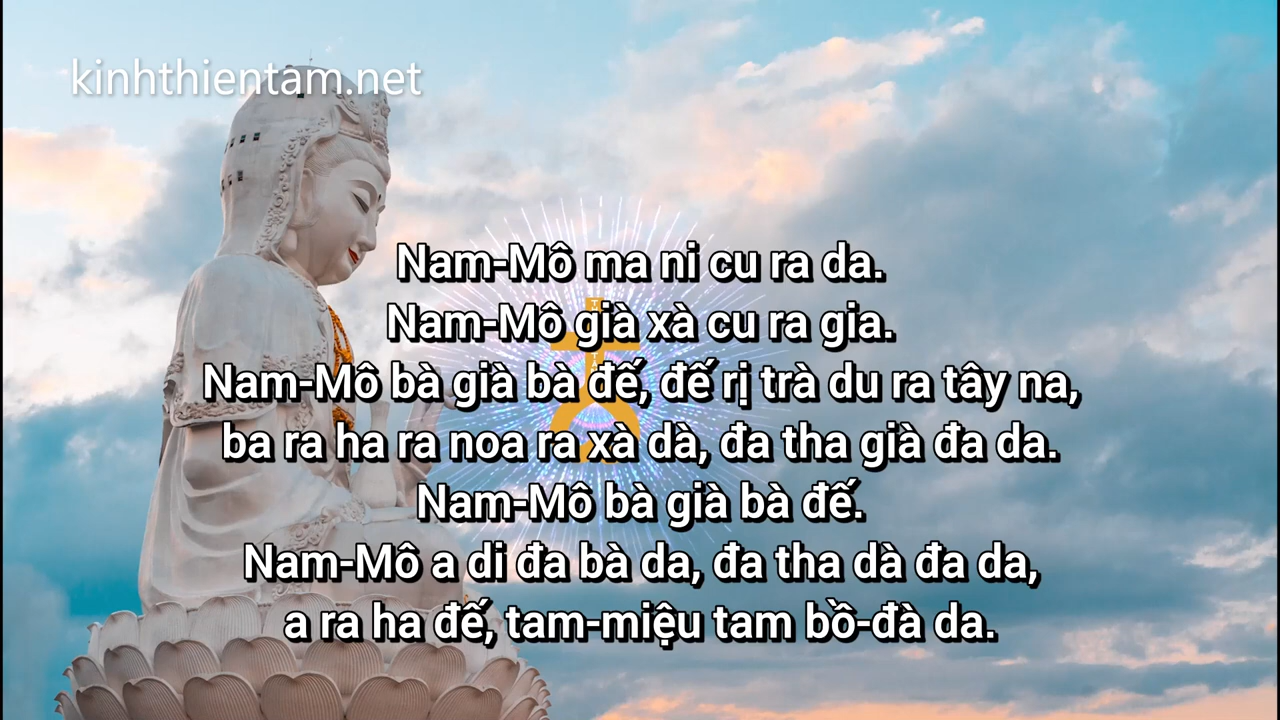 kinhthientam.net
Nam-Mô ma ni cu ra da.
Nam-Mô già xà cu ra gia.
Nam-Mô bà già bà đế, đế rị trà du ra tây na,
ba ra ha ra noa ra xà dà, đa tha già đa da.
Nam-Mô bà già bà đế.
Nam-Mô a di đa bà da, đa tha dà đa da,
a ra ha đế, tam-miệu tam bồ-đà da.